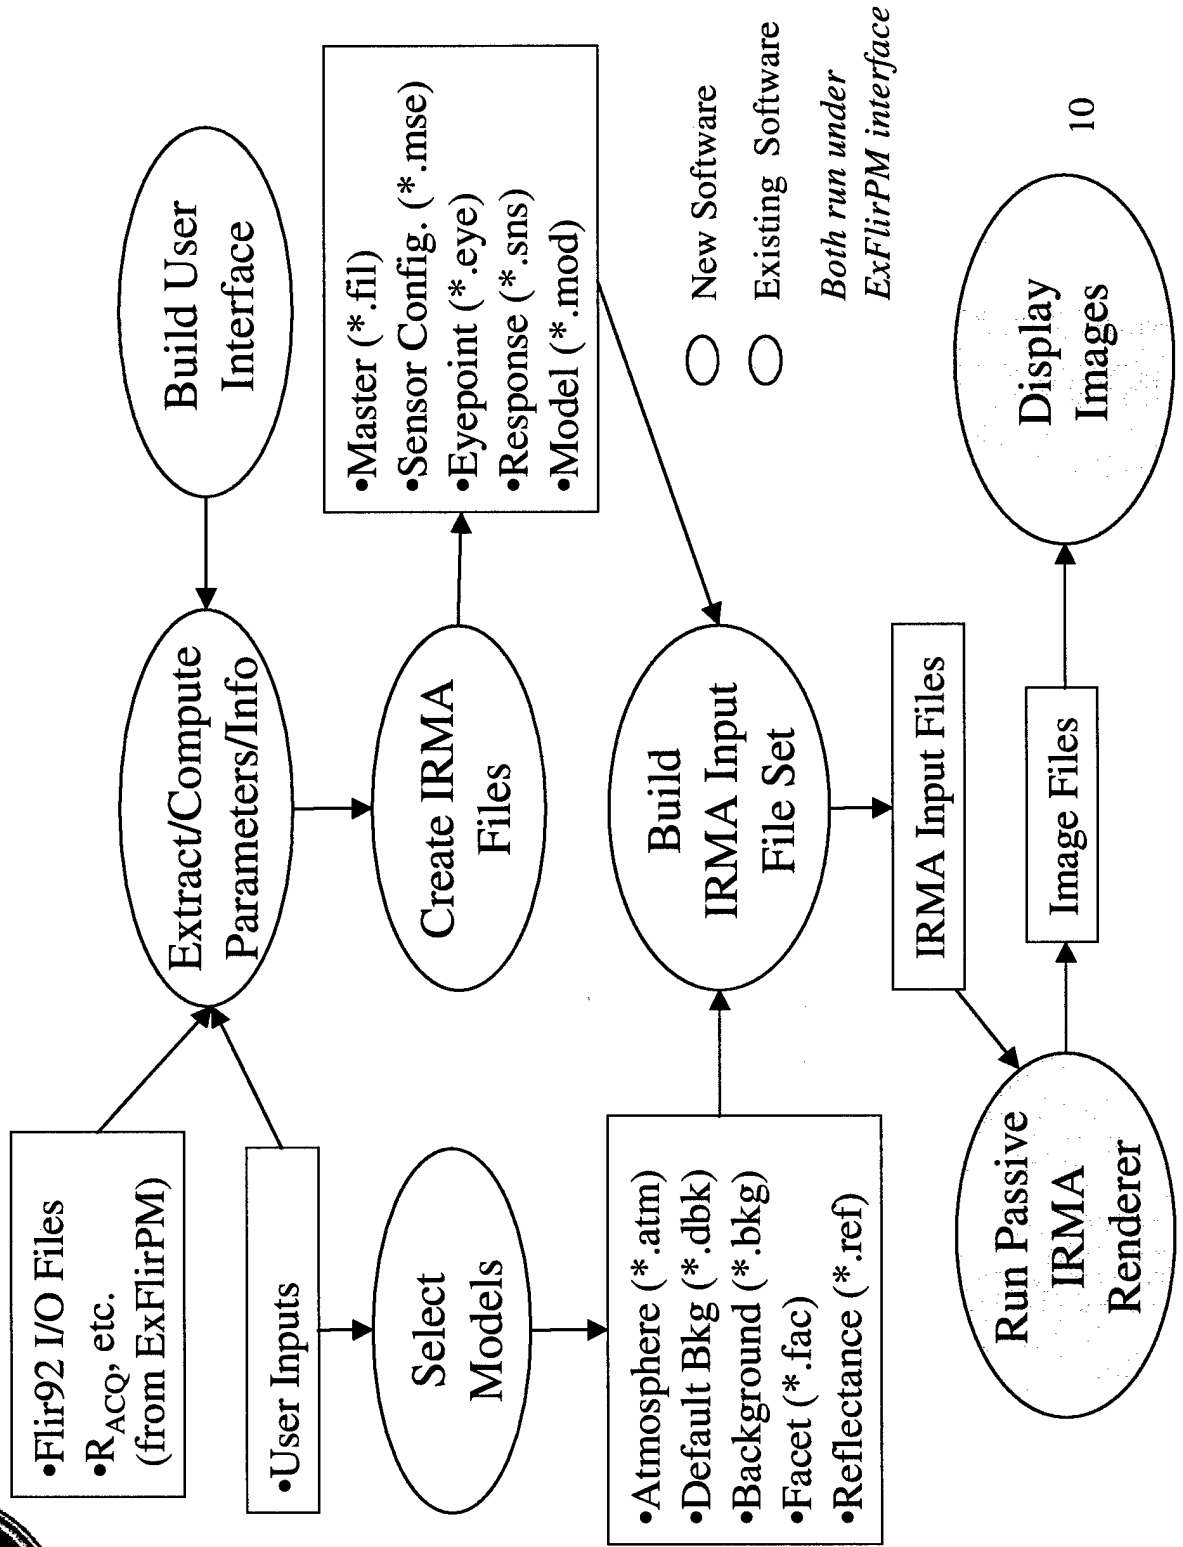 •Flir92 I/O Files
•R_ACQ, etc.
(from ExFlirPM)
•User Inputs
Extract/Compute
Parameters/Info
Build User
Interface
Select
Models
Create IRMA
Files
•Master (*.fil)
•Sensor Config. (*.mse)
•Eyepoint (*.eye)
•Response (*.sns)
•Model (*.mod)
•Atmosphere (*.atm)
•Default Bkg (*.dbk)
•Background (*.bkg)
•Facet (*.fac)
•Reflectance (*.ref)
Build
IRMA Input
File Set
New Software
Existing Software
Both run under
ExFlirPM interface
IRMA Input Files
Run Passive
IRMA
Renderer
Image Files
Display
Images
10